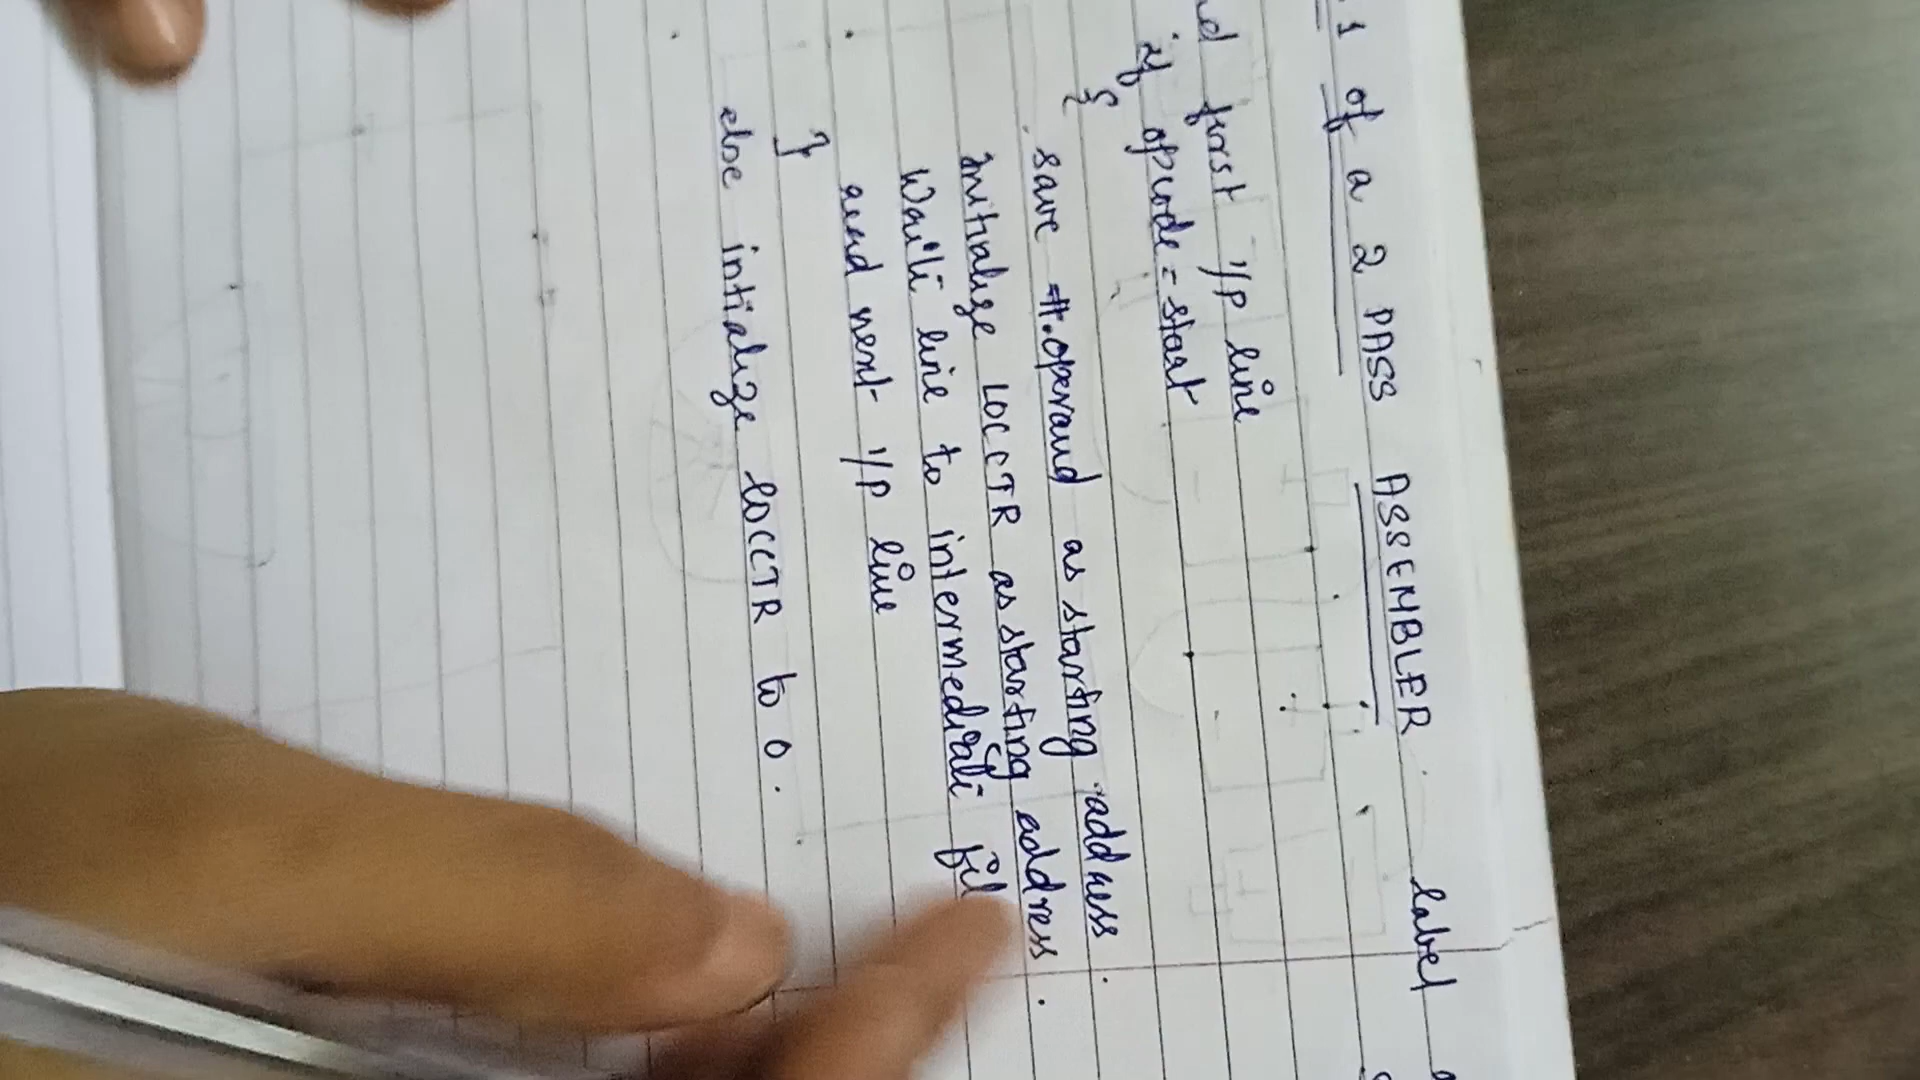 1 of a 2 PASS ASSEMBLER label
first I/P line
if opcode = start
{
save #.operand as starting address.
Initialize LOCCTR as starting address.
Write line to intermediate fil
read next I/P line
}
else intialize LOCCTR to 0.